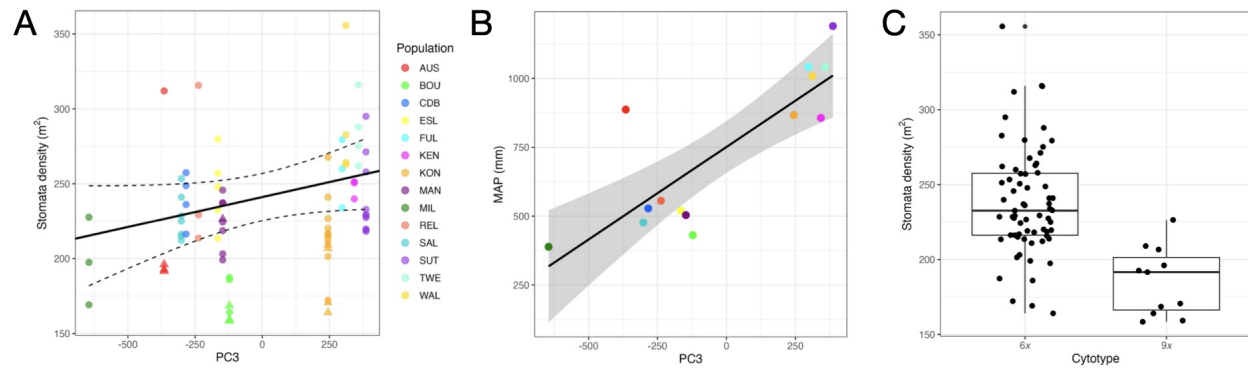 A
Stomata density (m²)
350
300
250
200
150
-500
-250
0
250
PC3
Population
AUS
BOU
CDB
ESL
FUL
KEN
KON
MAN
MIL
REL
SAL
SUT
TWE
WAL
B
MAP (mm)
1000
750
500
250
-500
-250
0
250
PC3
C
Stomata density (m²)
350
300
250
200
150
6x
9x
Cytotype